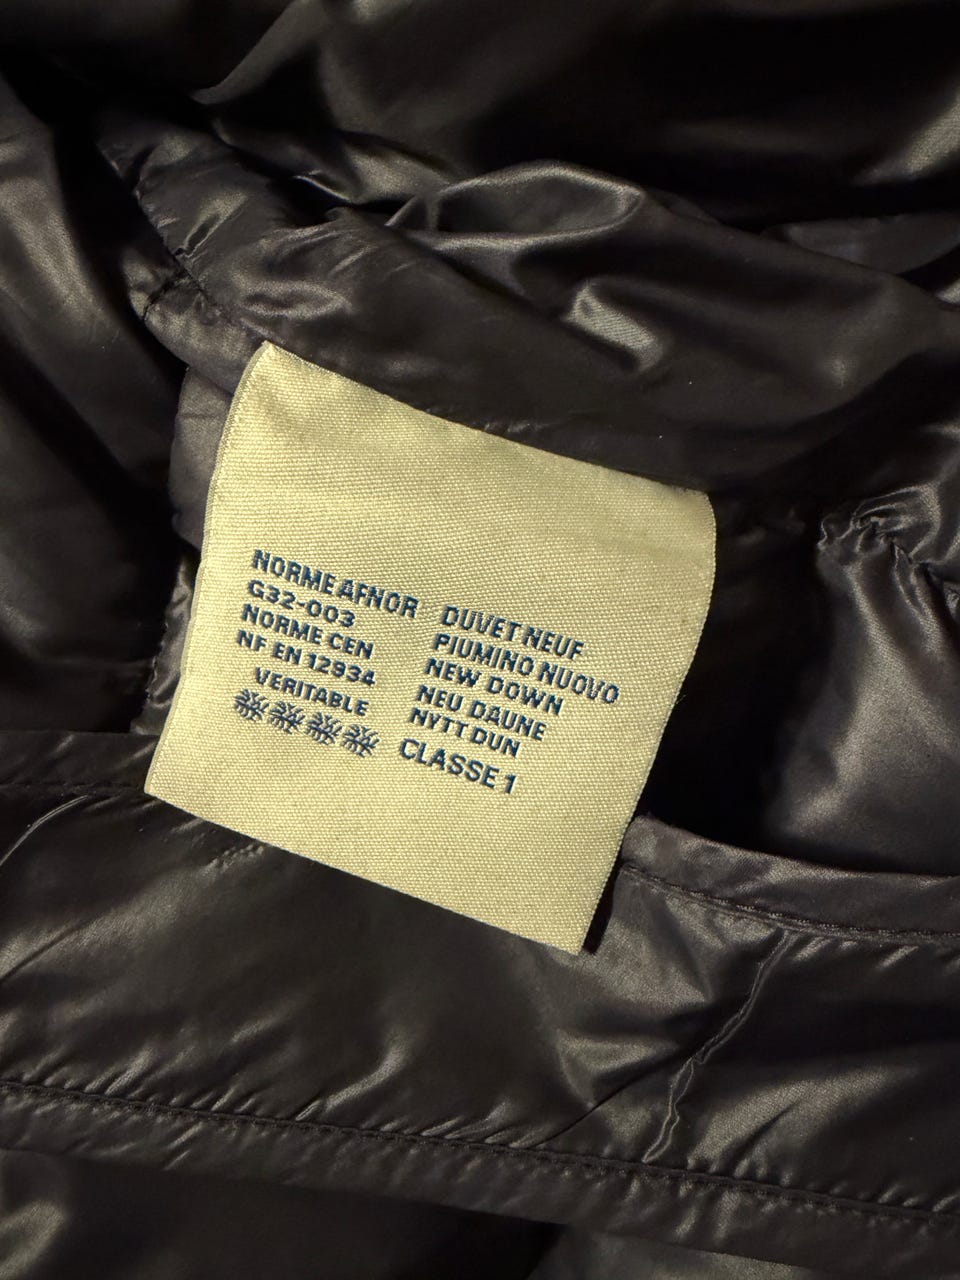 NORME AFNOR
G32-003
NORME CEN
NF EN 12934
VERITABLE
DUVET NEUF
PIUMINO NUOVO
NEW DOWN
NEU DAUNE
NYTT DUN
CLASSE 1